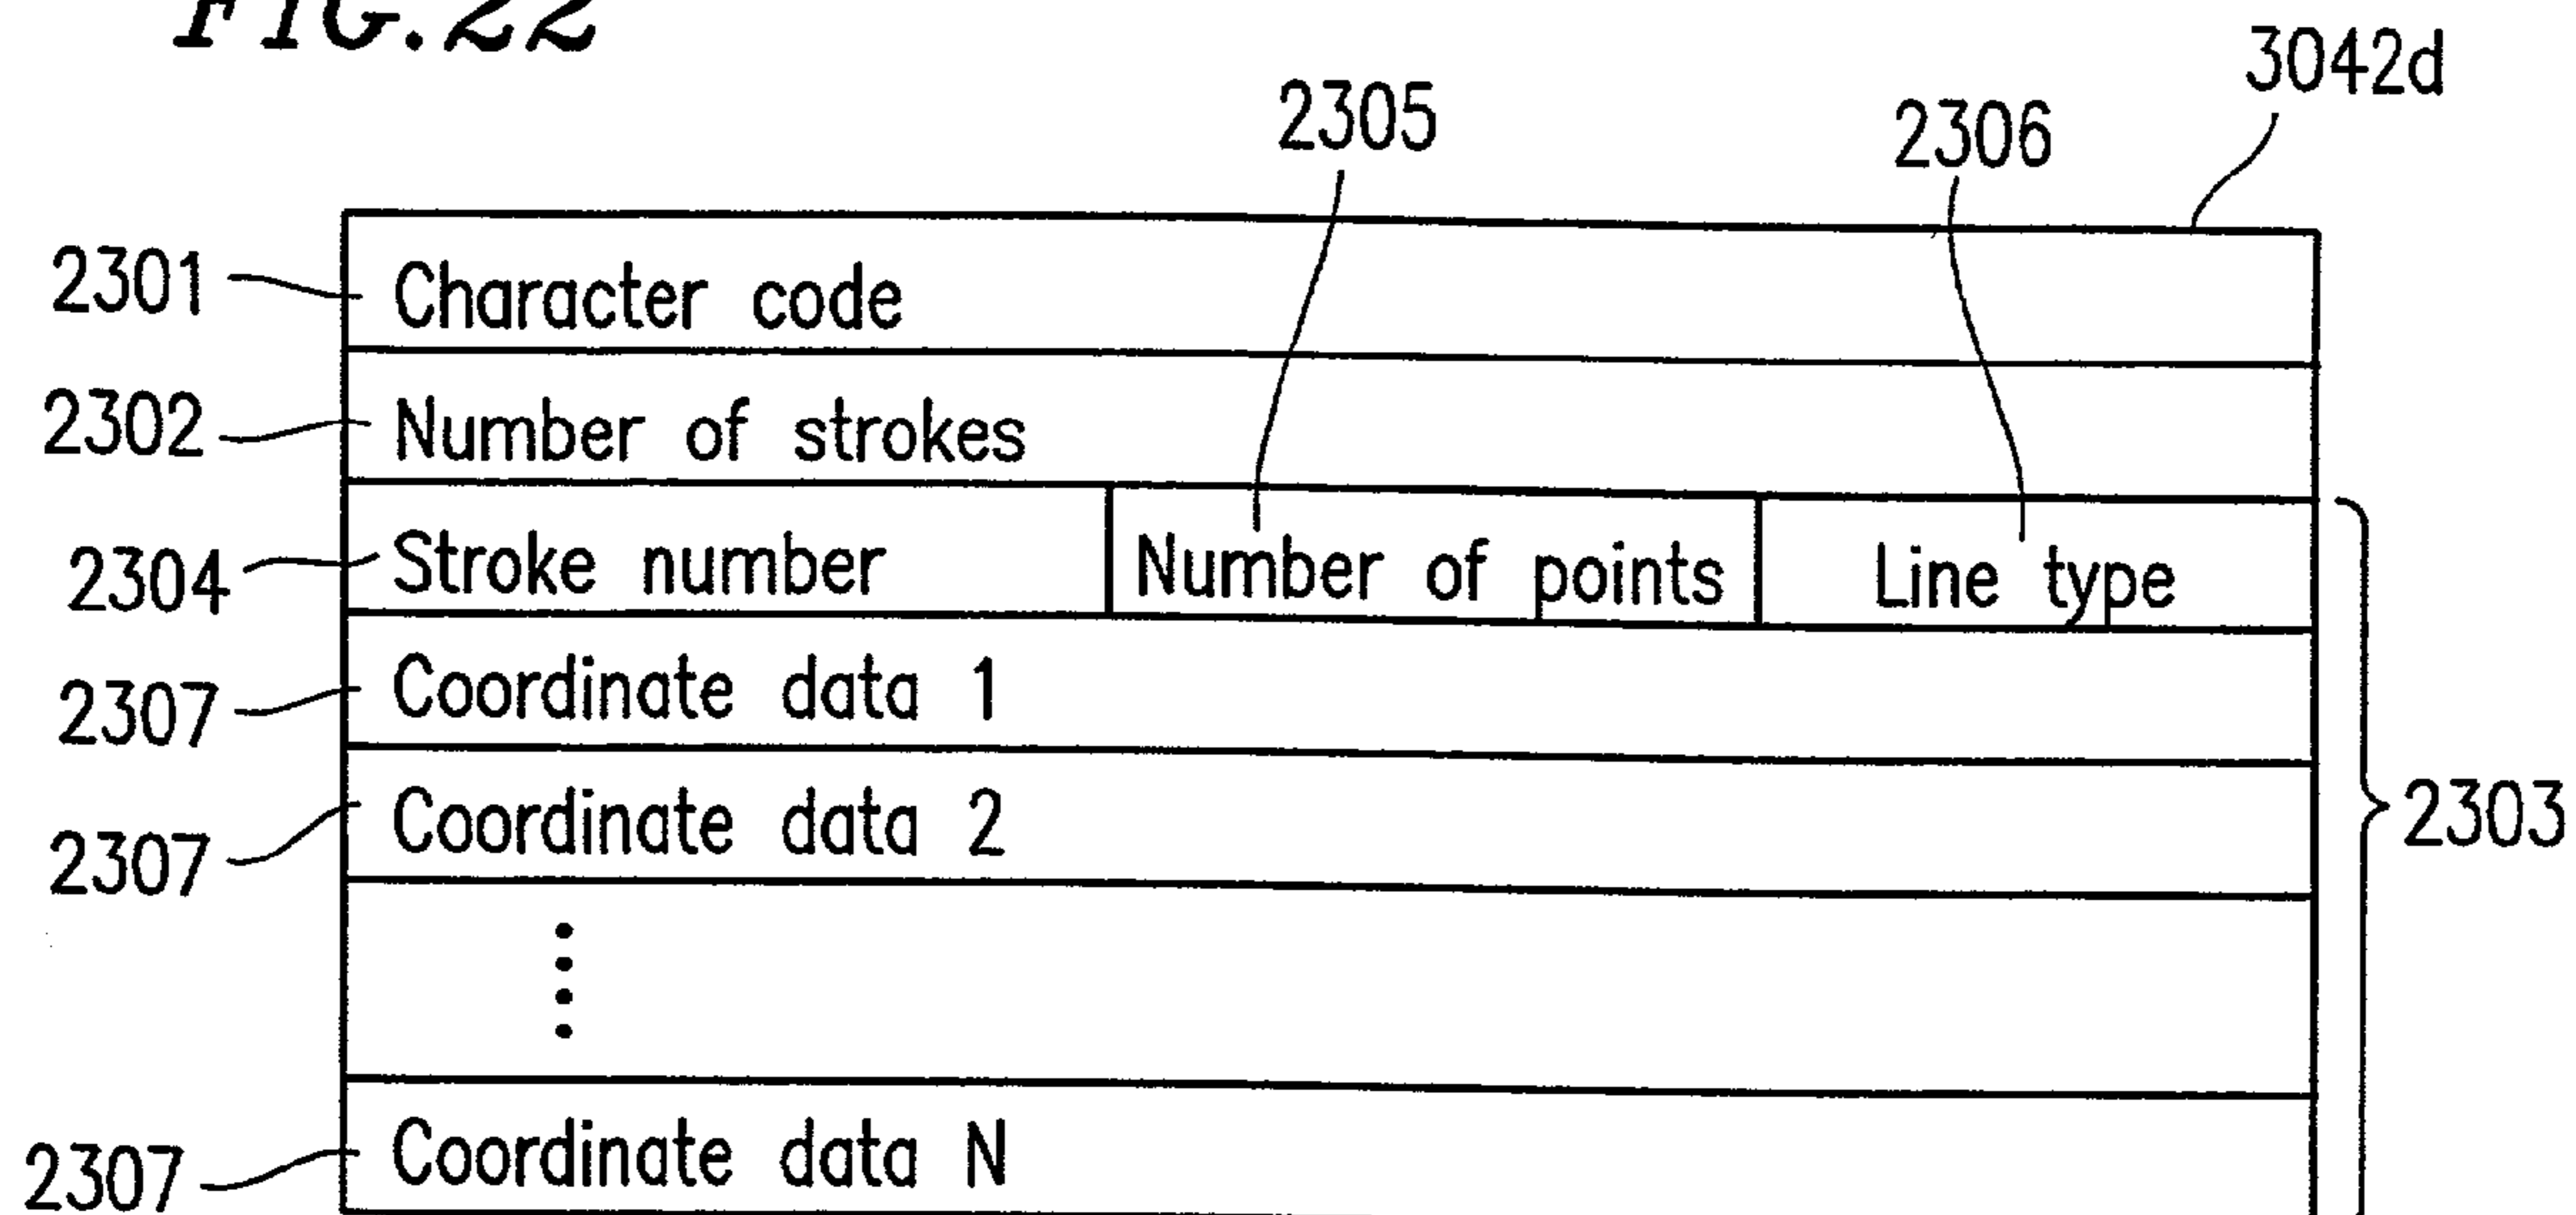 FIG.22
3042d
2305
2306
2301 Character code
2302 Number of strokes
2304 Stroke number Number of points Line type
2307 Coordinate data 1
2307 Coordinate data 2
2303
2307 Coordinate data N